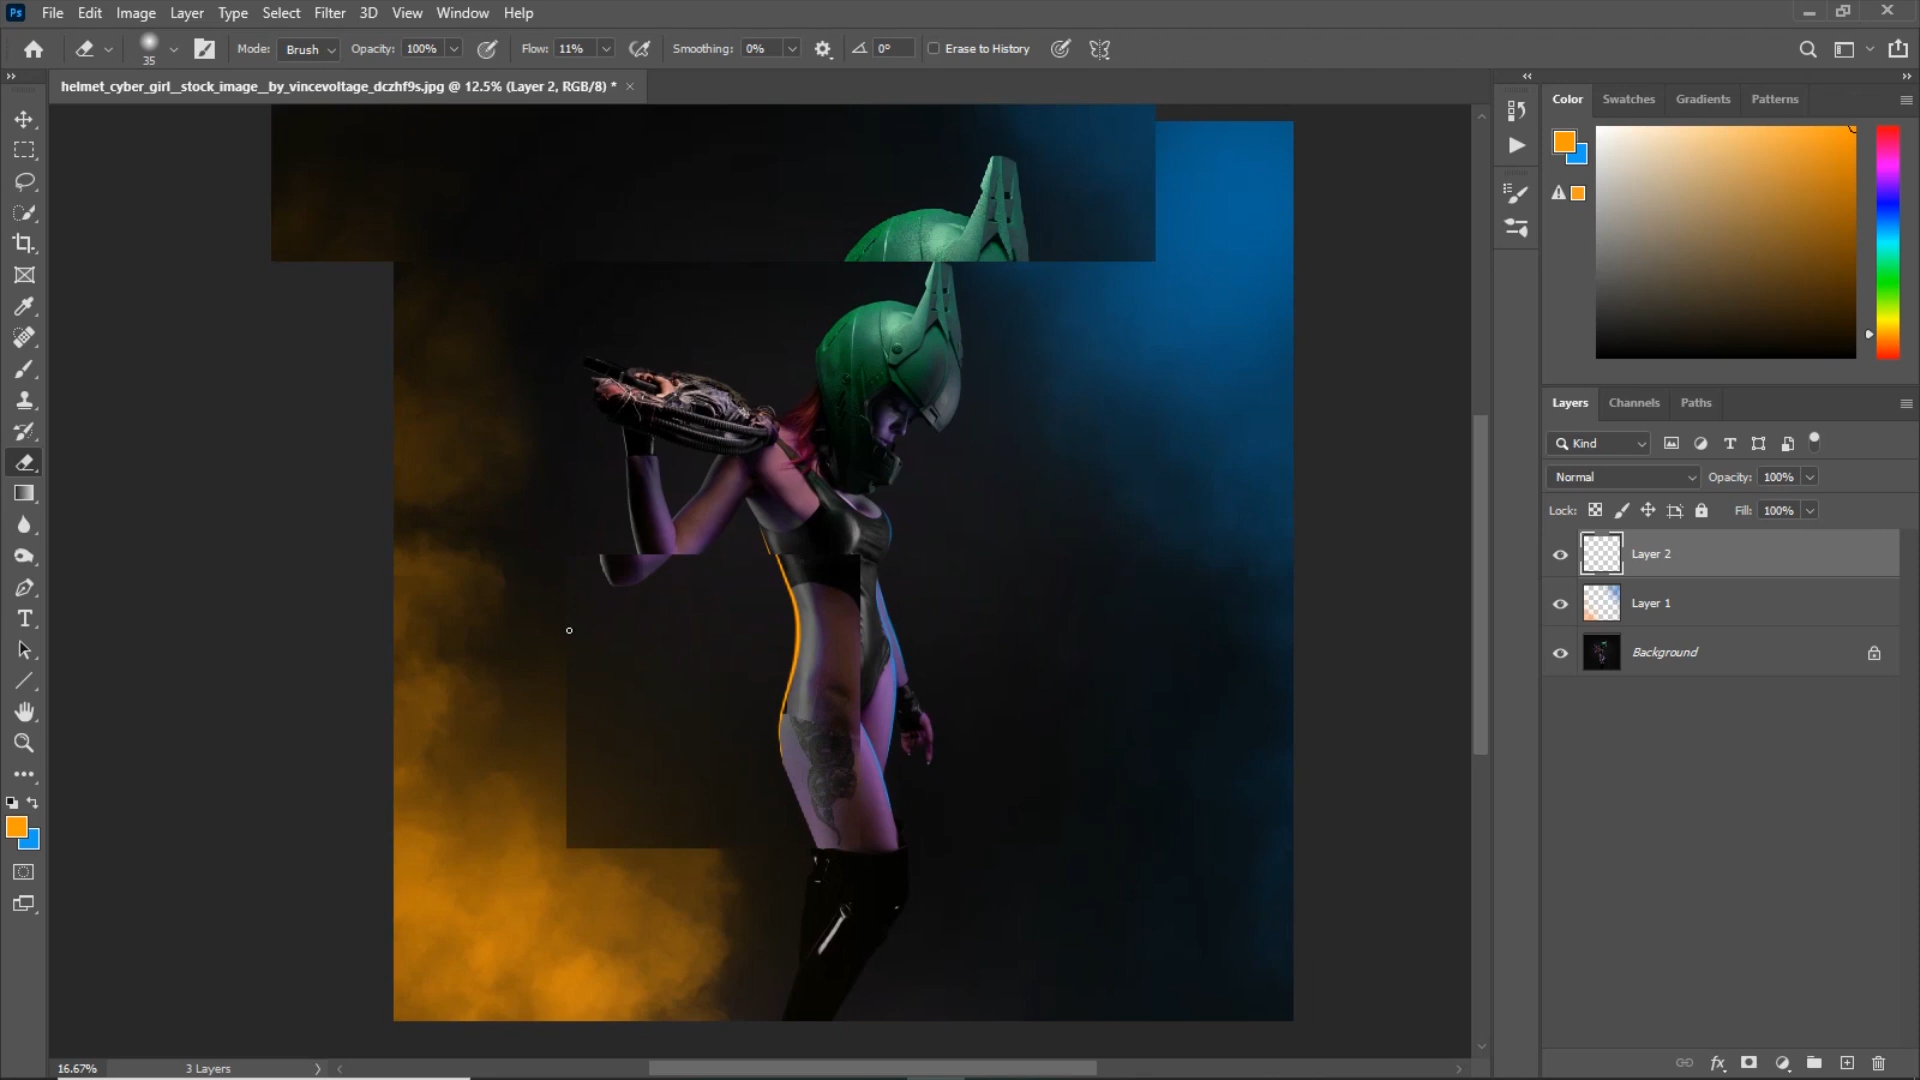 Ps File Edit Image Layer Type Select Filter 3D View Window Help
35 Mode: Brush Opacity: 100% Flow: 11% Smoothing: 0% 0° Erase to History
helmet_cyber_girl__stock_image__by_vincevoltage_dczhf9s.jpg @ 12.5% (Layer 2, RGB/8) *
Color Swatches Gradients Patterns
Layers Channels Paths
Kind
Normal Opacity: 100%
Lock: Fill: 100%
Layer 2
Layer 1
Background
16.67% 3 Layers